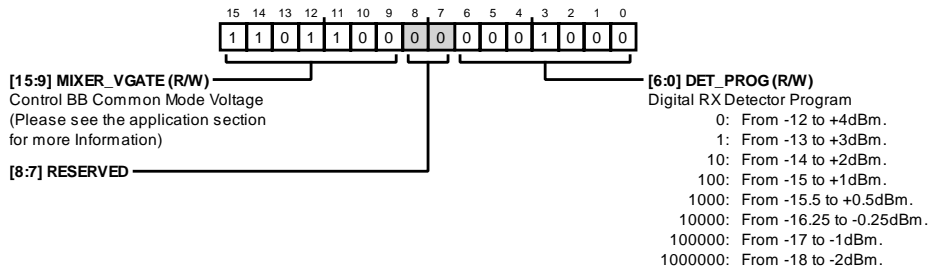 15 14 13 12 11 10 9 8 7 6 5 4 3 2 1 0
1 1 0 1 1 0 0 0 0 0 0 0 1 0 0 0
[15:9] MIXER_VGATE (R/W)
Control BB Common Mode Voltage
(Please see the application section
for more Information)
[8:7] RESERVED
[6:0] DET_PROG (R/W)
Digital RX Detector Program
0: From -12 to +4dBm.
1: From -13 to +3dBm.
10: From -14 to +2dBm.
100: From -15 to +1dBm.
1000: From -15.5 to +0.5dBm.
10000: From -16.25 to -0.25dBm.
100000: From -17 to -1dBm.
1000000: From -18 to -2dBm.